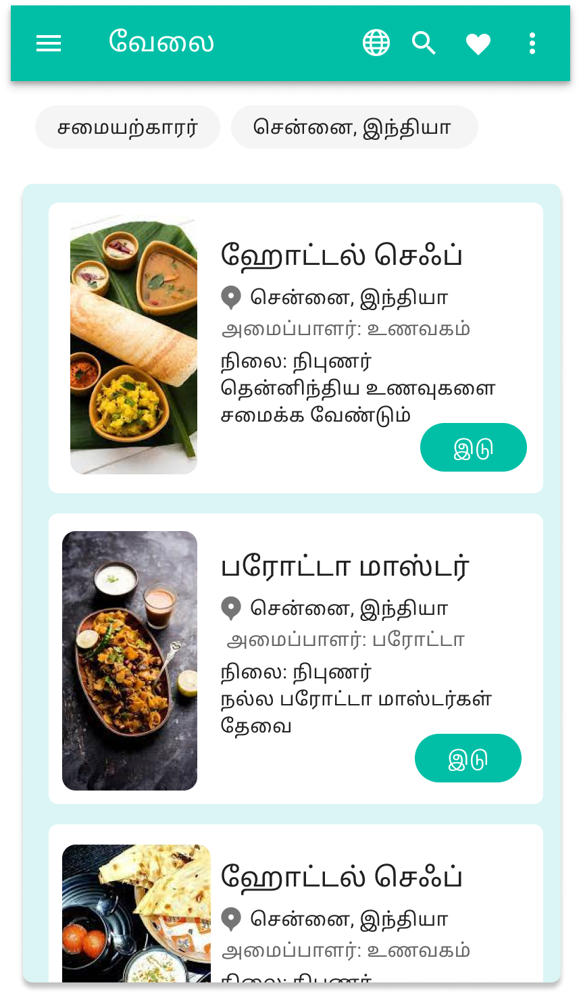 வேலை
சமையற்காரர்
சென்னை, இந்தியா
ஹோட்டல் செஃப்
சென்னை, இந்தியா
அமைப்பாளர்: உணவகம்
நிலை: நிபுணர்
தென்னிந்திய உணவுகளை
சமைக்க வேண்டும்
இடு
பரோட்டா மாஸ்டர்
சென்னை, இந்தியா
அமைப்பாளர்: பரோட்டா
நிலை: நிபுணர்
நல்ல பரோட்டா மாஸ்டர்கள்
தேவை
இடு
ஹோட்டல் செஃப்
சென்னை, இந்தியா
அமைப்பாளர்: உணவகம்
நிலை: நிபுணர்